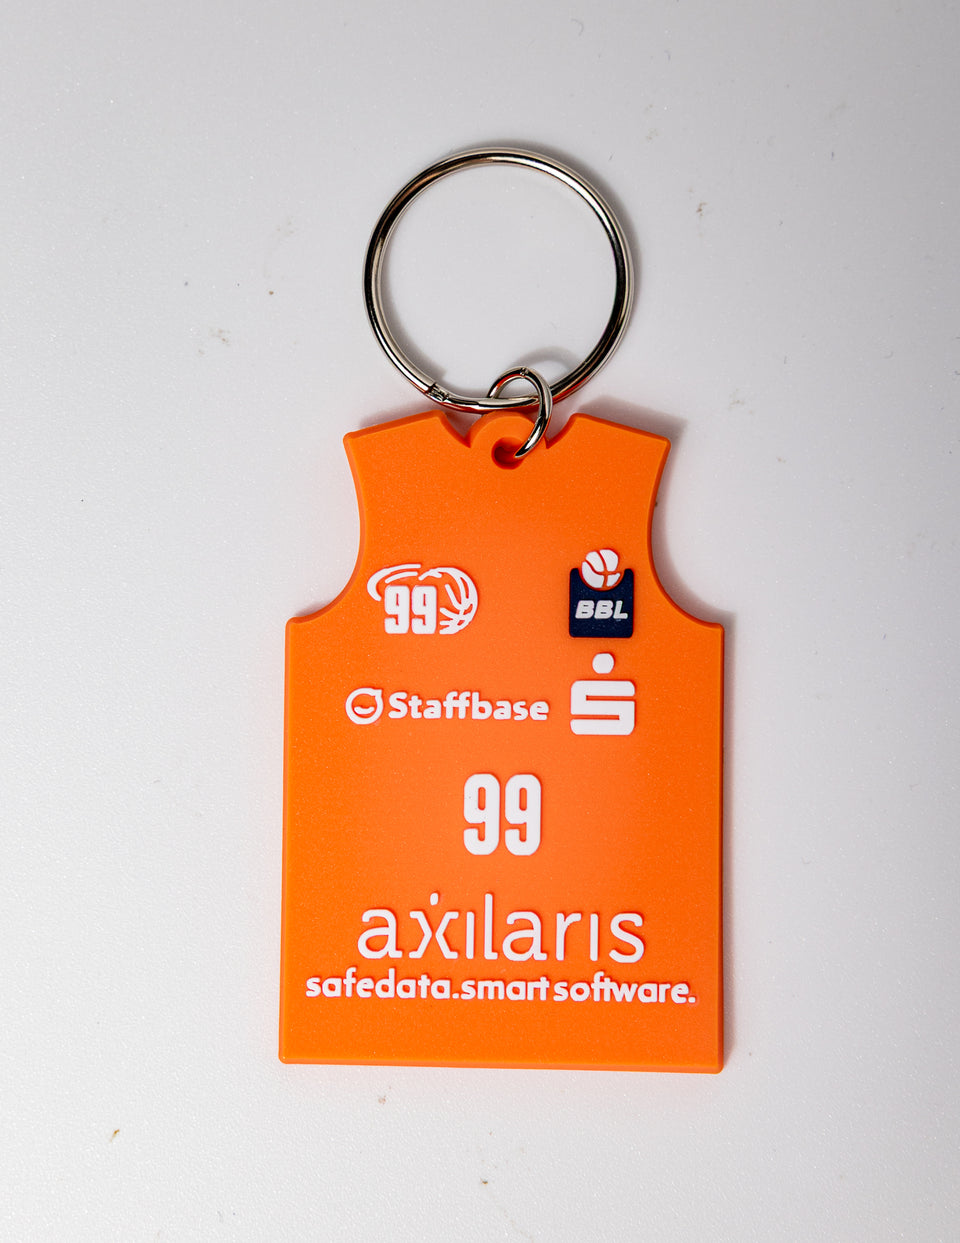 99
BBL
Staffbase
99
axilaris
safedata.smartsoftware.